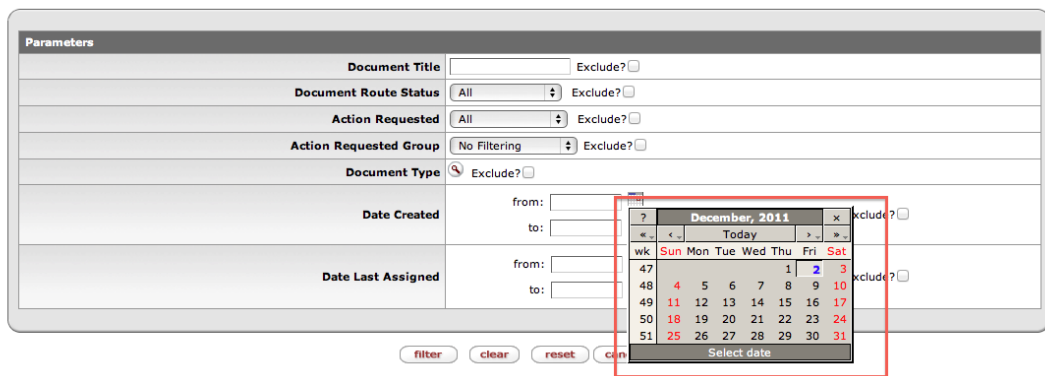 Parameters
Document Title Exclude?
Document Route Status All Exclude?
Action Requested All Exclude?
Action Requested Group No Filtering Exclude?
Document Type Exclude?
Date Created from: xclude?
to:
Date Last Assigned from: xclude?
to:
? December, 2011 ×
« ‹ Today › »
wk Sun Mon Tue Wed Thu Fri Sat
47 1 2 3
48 4 5 6 7 8 9 10
49 11 12 13 14 15 16 17
50 18 19 20 21 22 23 24
51 25 26 27 28 29 30 31
Select date
filter clear reset can